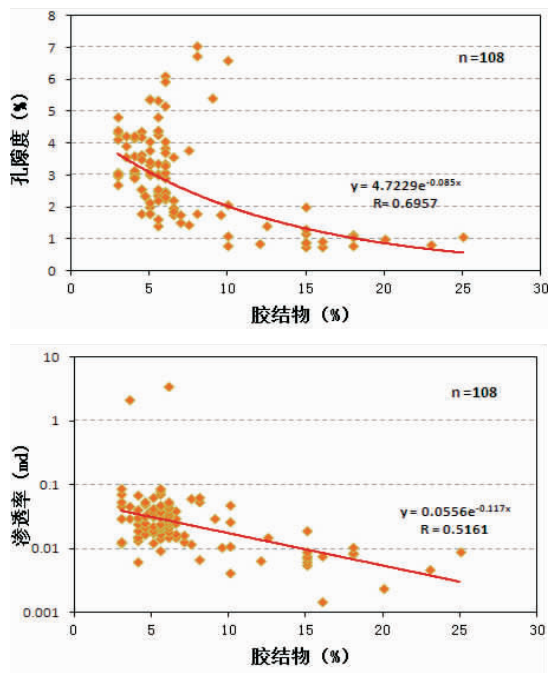 8
7
6
5
4
3
2
1
0
孔隙度（%）
n =108
y = 4.7229e-0.085x
R= 0.6957
0 5 10 15 20 25 30
胶结物（%）
10
1
0.1
0.01
0.001
渗透率（md）
n =108
y = 0.0556e-0.117x
R = 0.5161
0 5 10 15 20 25 30
胶结物（%）